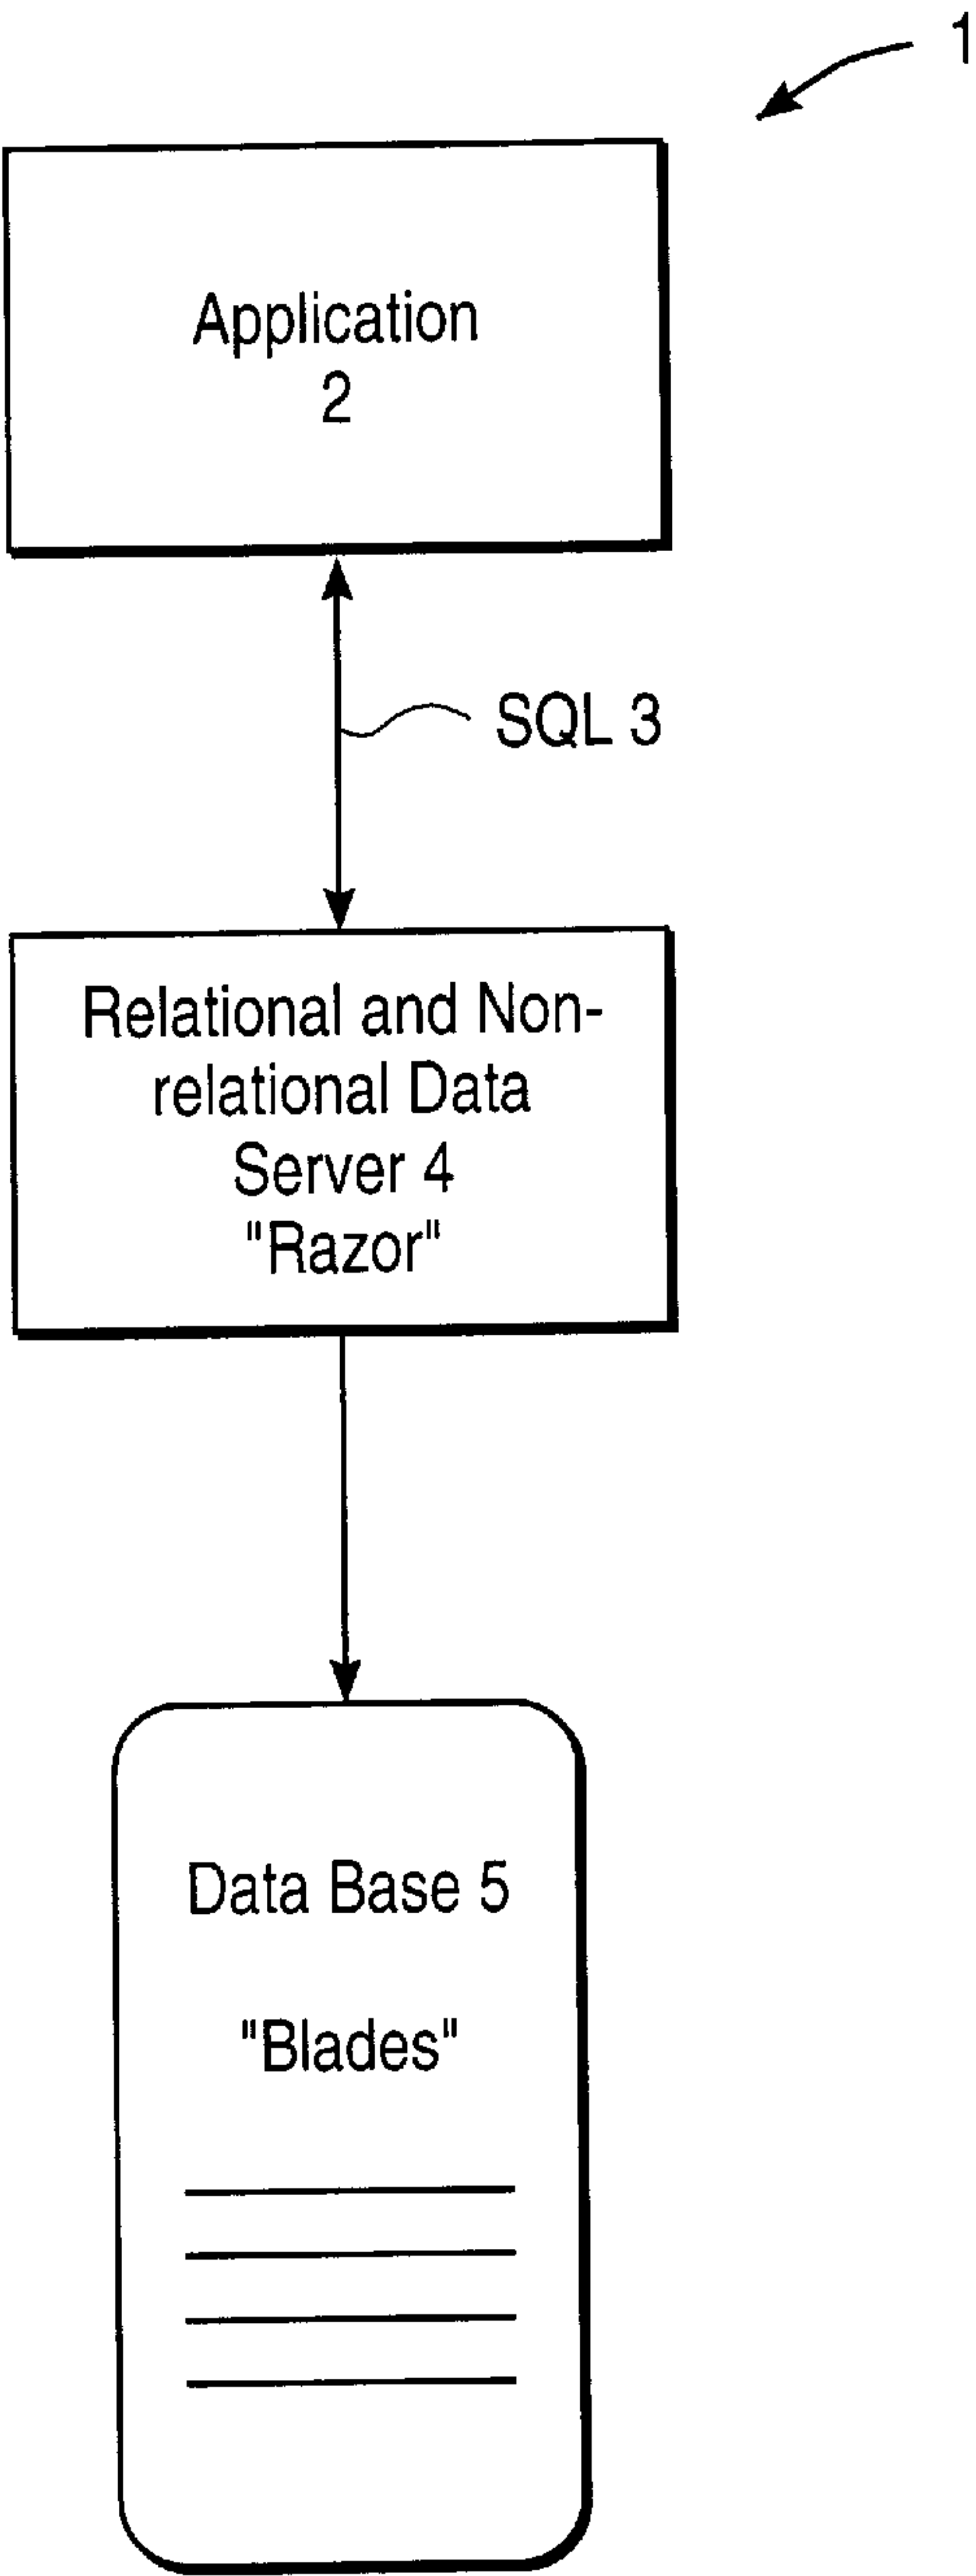 1
Application
2
SQL 3
Relational and Non-
relational Data
Server 4
"Razor"
Data Base 5
"Blades"